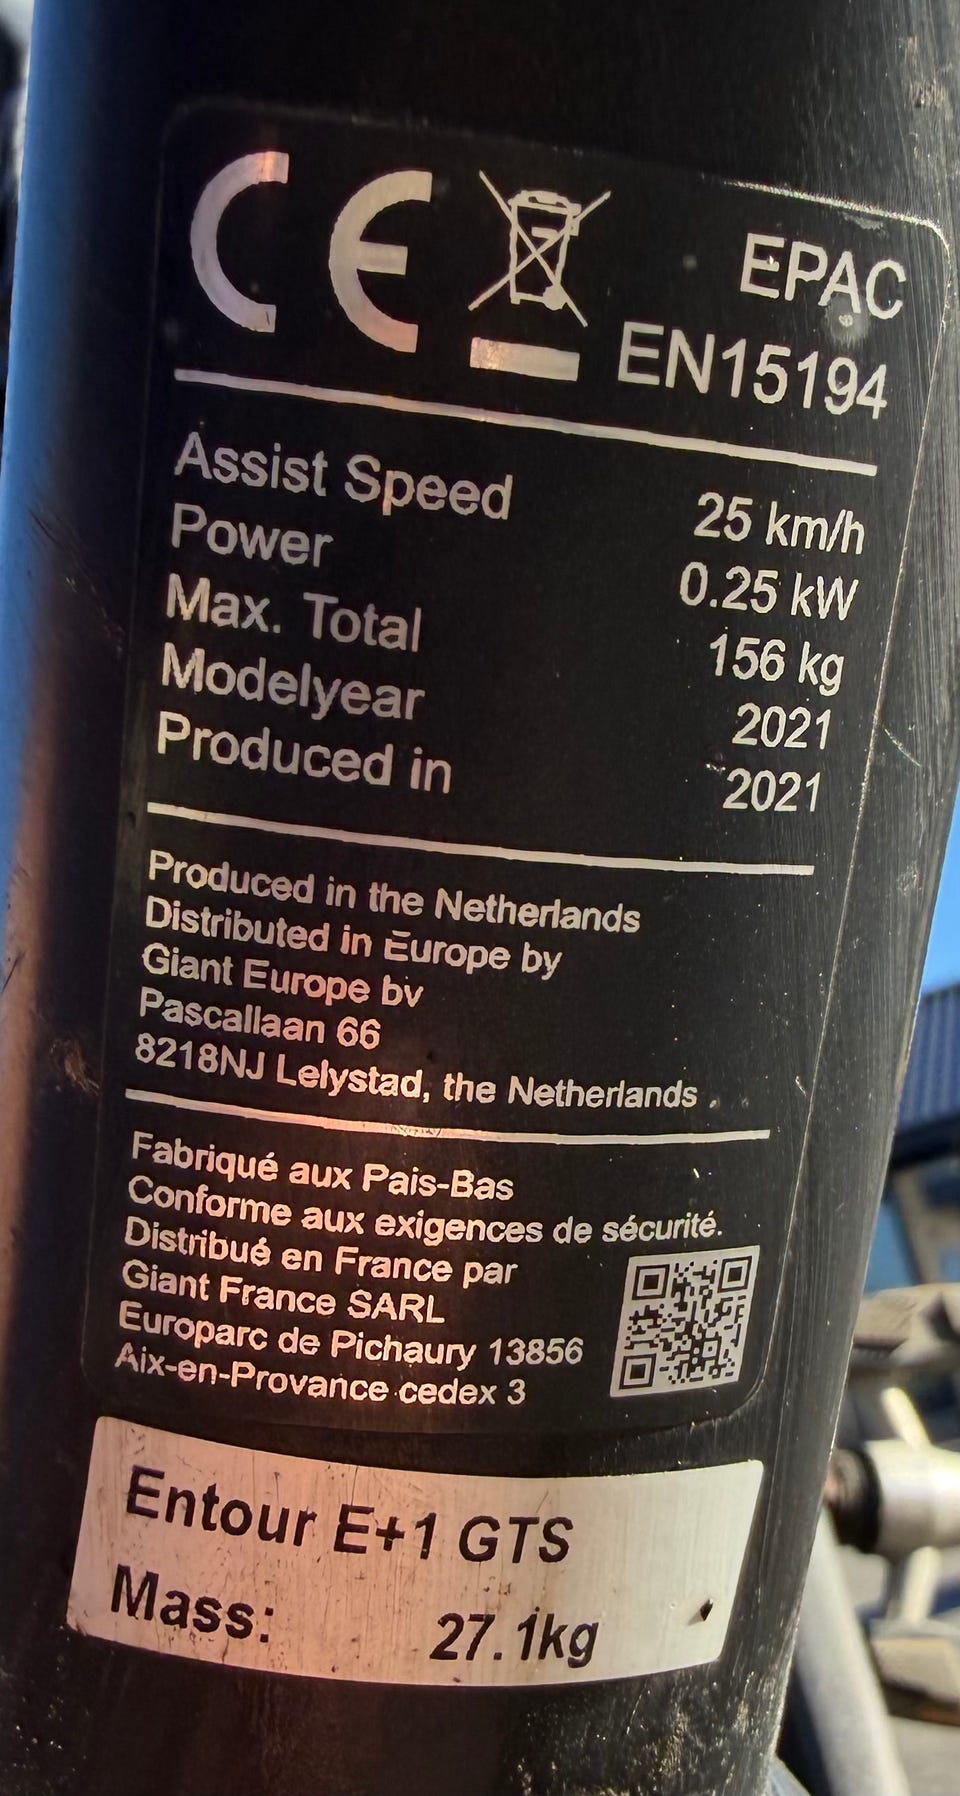 CE
EPAC
EN15194
Assist Speed 25 km/h
Power 0.25 kW
Max. Total 156 kg
Modelyear 2021
Produced in 2021
Produced in the Netherlands
Distributed in Europe by
Giant Europe bv
Pascallaan 66
8218NJ Lelystad, the Netherlands .
Fabriqué aux Pais-Bas
Conforme aux exigences de sécurité.
Distribué en France par
Giant France SARL
Europarc de Pichaury 13856
Aix-en-Provance cedex 3
Entour E+1 GTS
Mass: 27.1kg